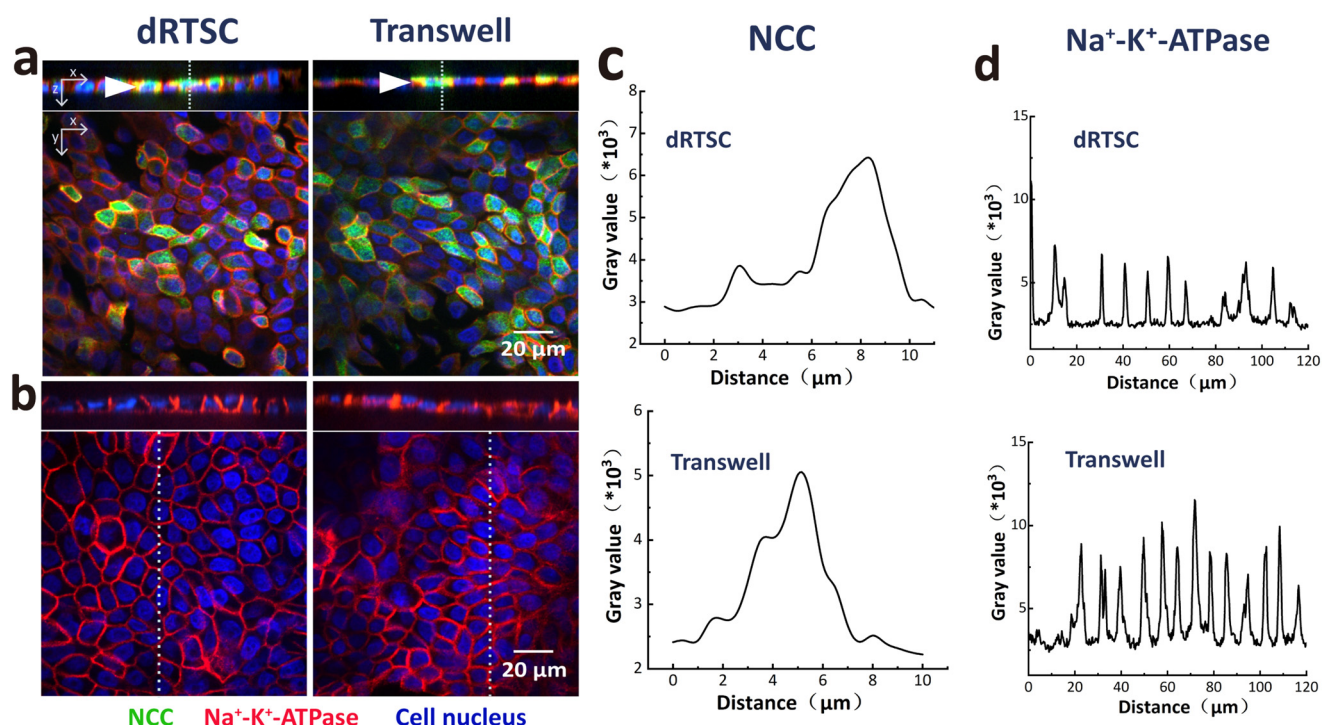 dRTSC
Transwell
NCC
Na⁺-K⁺-ATPase
a
x
z
x
y
20 μm
b
20 μm
NCC Na⁺-K⁺-ATPase Cell nucleus
c
8
7
6
5
4
3
2
Gray value (*10³)
dRTSC
0 2 4 6 8 10
Distance（μm）
6
5
4
3
2
Gray value (*10³)
Transwell
0 2 4 6 8 10
Distance（μm）
d
15
10
5
Gray value（*10³）
dRTSC
0 20 40 60 80 100 120
Distance（μm）
15
10
5
Gray value（*10³）
Transwell
0 20 40 60 80 100 120
Distance（μm）